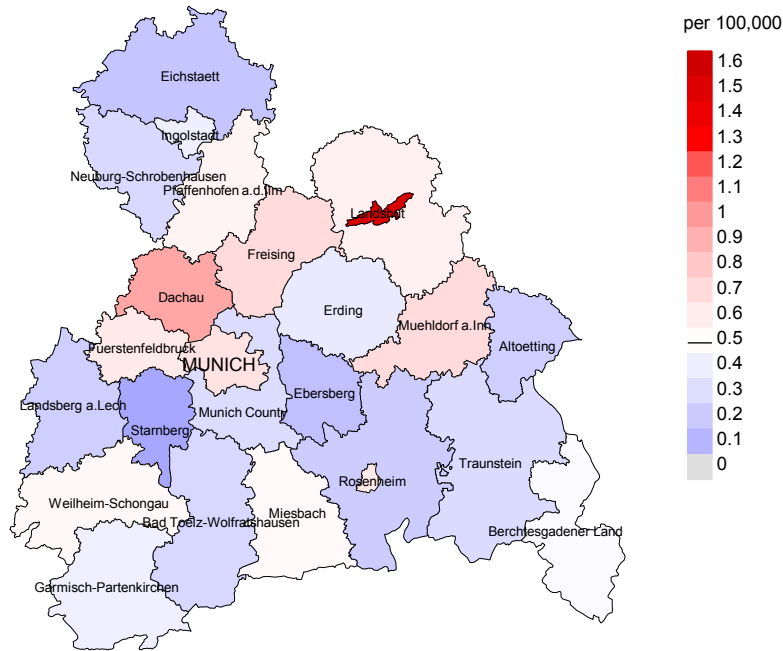 per 100,000
1.6
1.5
1.4
1.3
1.2
1.1
1
0.9
0.8
0.7
0.6
0.5
0.4
0.3
0.2
0.1
0
Eichstaett
Ingolstadt
Neuburg-Schrobenhausen
Pfaffenhofen a.d.Ilm
Landshut
Freising
Dachau
Erding
Muehldorf a.Inn
Altoetting
Fuerstenfeldbruck
MUNICH
Ebersberg
Landsberg a.Lech
Munich County
Starnberg
Traunstein
Rosenheim
Weilheim-Schongau
Miesbach
Bad Toelz-Wolfratshausen
Berchtesgadener Land
Garmisch-Partenkirchen